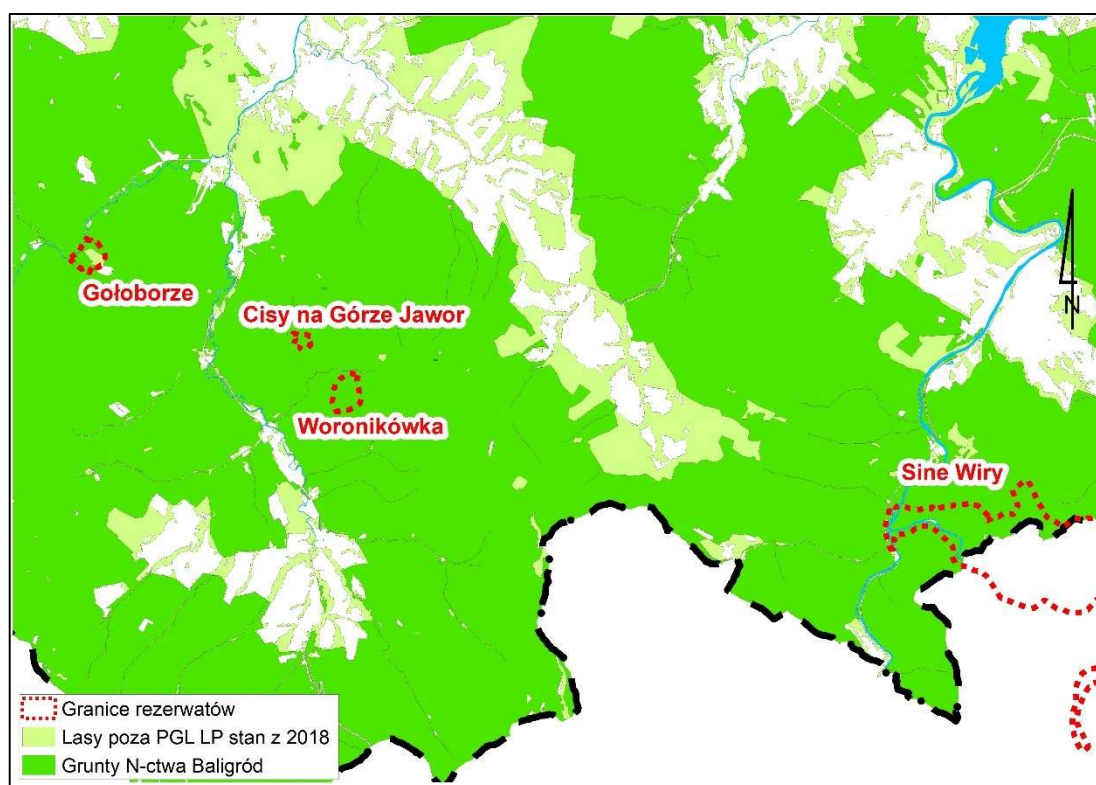 Gołoborze
Cisy na Górze Jawor
Woronikówka
Sine Wiry
N
Granice rezerwatów
Lasy poza PGL LP stan z 2018
Grunty N-ctwa Baligród